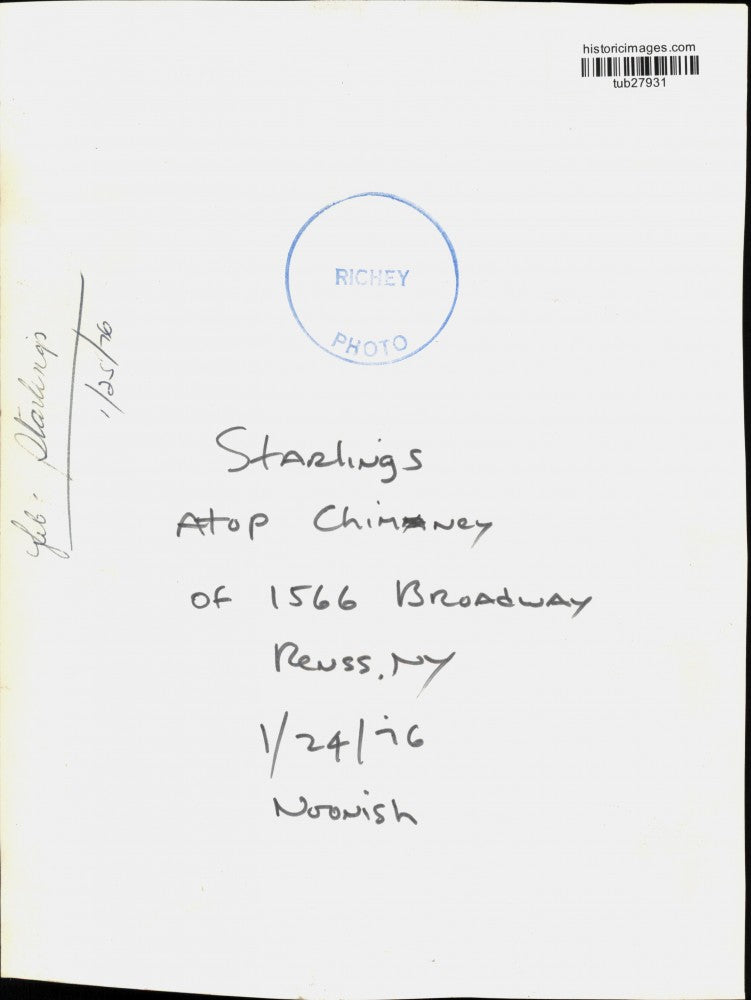 historicimages.com
tub27931
RICHEY
PHOTO
Lib: Starlings
1/25/76
Starlings
Atop Chimney
of 1566 Broadway
Renss, NY
1/24/76
Noonish